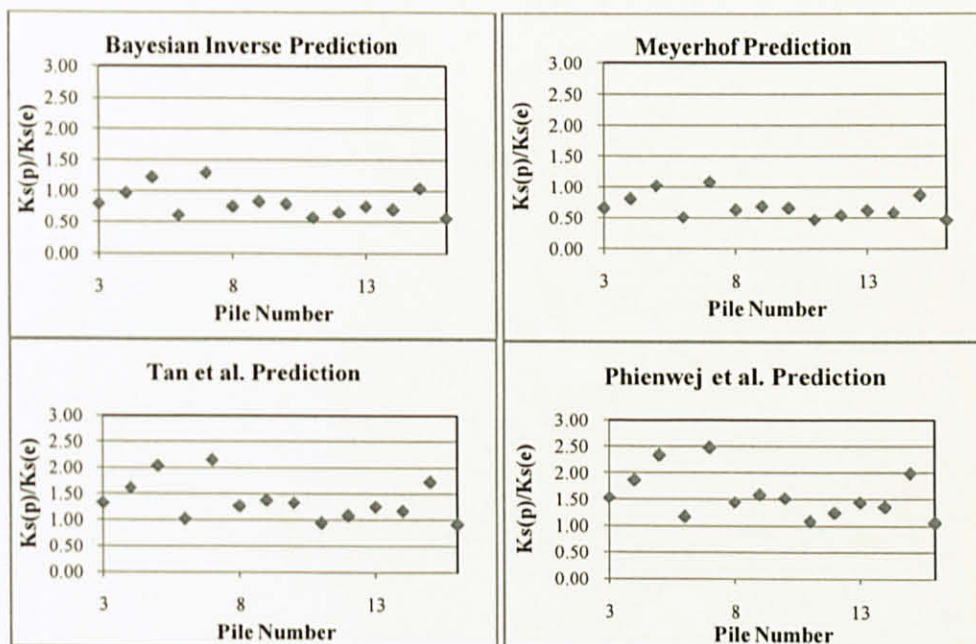 Bayesian Inverse Prediction
Ks(p)/Ks(e)
3.00
2.50
2.00
1.50
1.00
0.50
0.00
3 8 13
Pile Number
Meyerhof Prediction
Ks(p)/Ks(e)
3.00
2.50
2.00
1.50
1.00
0.50
0.00
3 8 13
Pile Number
Tan et al. Prediction
Ks(p)/Ks(e)
3.00
2.50
2.00
1.50
1.00
0.50
0.00
3 8 13
Pile Number
Phienwej et al. Prediction
Ks(p)/Ks(e)
3.00
2.50
2.00
1.50
1.00
0.50
0.00
3 8 13
Pile Number